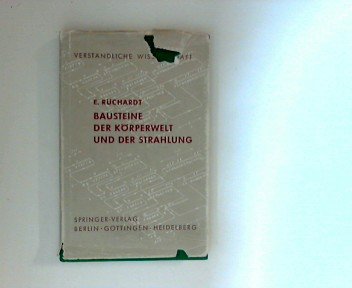 VERSTÄNDLICHE
E. RÜCHARDT
BAUSTEINE
DER KÖRPERWELT
UND DER STRAHLUNG
SPRINGER-VERLAG
BERLIN · GÖTTINGEN · HEIDELBERG